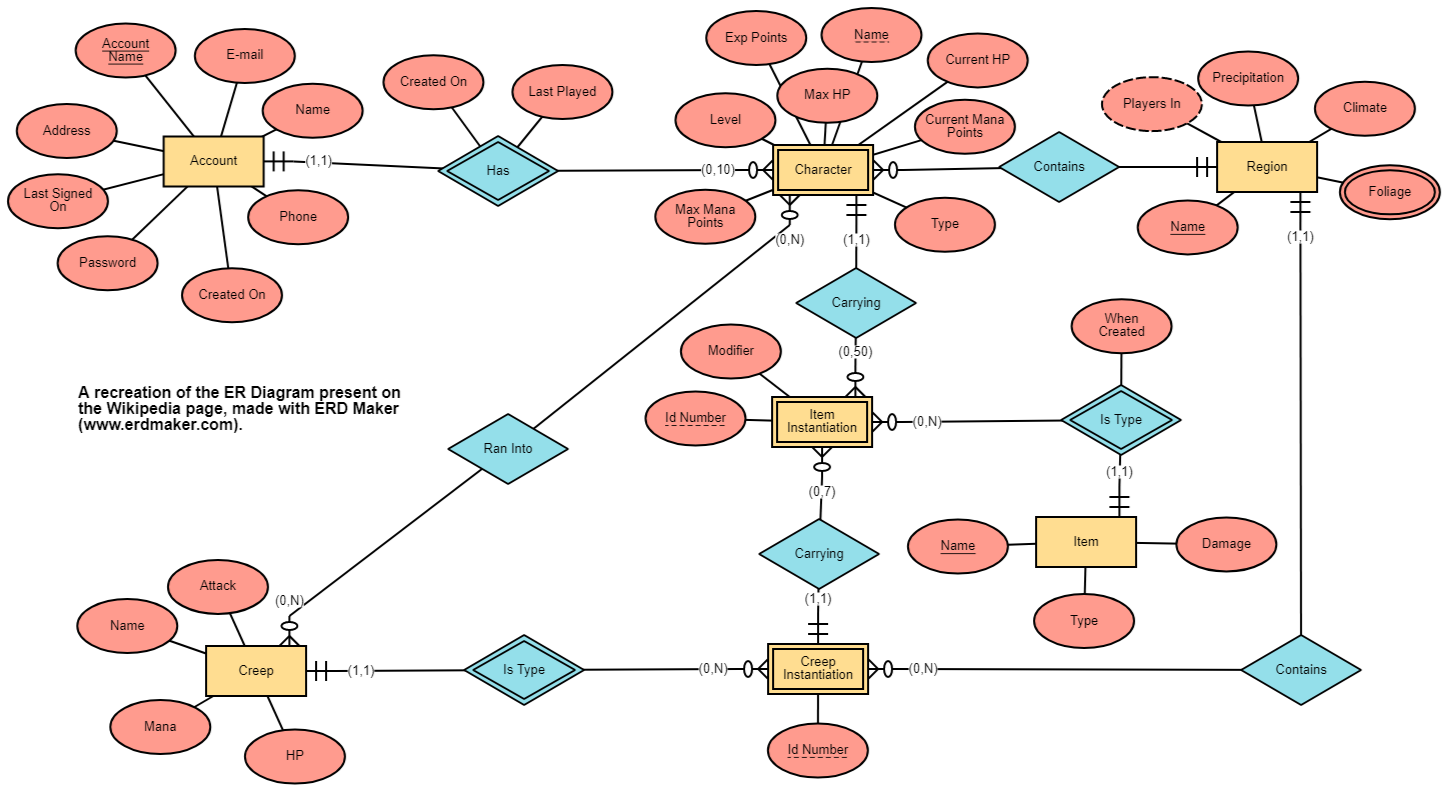 Account
Name
E-mail
Name
Address
Account
Last Signed
On
Password
Created On
Phone
(1,1)
Created On
Last Played
Has
(0,10)
Exp Points
Name
Current HP
Max HP
Level
Current Mana
Points
Character
Max Mana
Points
Type
Contains
Players In
Precipitation
Climate
Region
Foliage
Name
(0,N)
(1,1)
(1,1)
Carrying
(0,50)
Modifier
Id Number
Item
Instantiation
(0,N)
When
Created
Is Type
(1,1)
A recreation of the ER Diagram present on
the Wikipedia page, made with ERD Maker
(www.erdmaker.com).
Ran Into
(0,7)
Carrying
(1,1)
Name
Item
Damage
Type
(0,N)
Attack
Name
Creep
Mana
HP
(1,1)
Is Type
(0,N)
Creep
Instantiation
(0,N)
Contains
Id Number